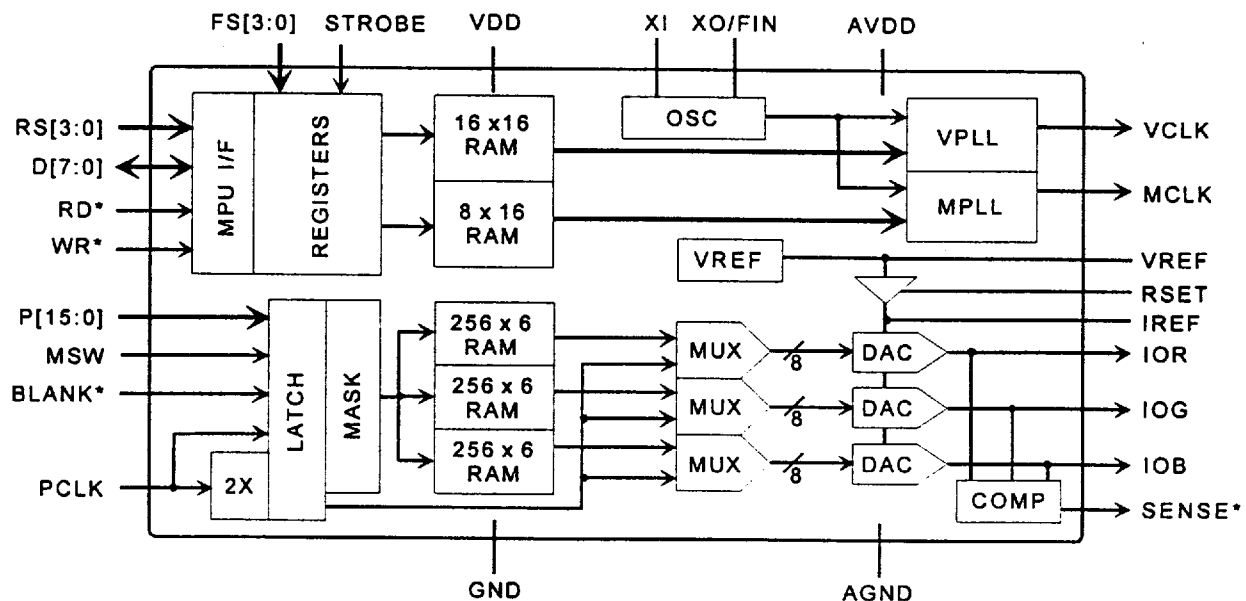 FS[3:0] STROBE VDD XI XO/FIN AVDD
RS[3:0]
D[7:0]
RD*
WR*
MPU I/F
REGISTERS
16 x16
RAM
8 x 16
RAM
OSC
VPLL
MPLL
VCLK
MCLK
VREF
VREF
RSET
IREF
P[15:0]
MSW
BLANK*
PCLK
2X
LATCH
MASK
256 x 6
RAM
256 x 6
RAM
256 x 6
RAM
MUX
MUX
MUX
8
8
8
DAC
DAC
DAC
COMP
IOR
IOG
IOB
SENSE*
GND
AGND